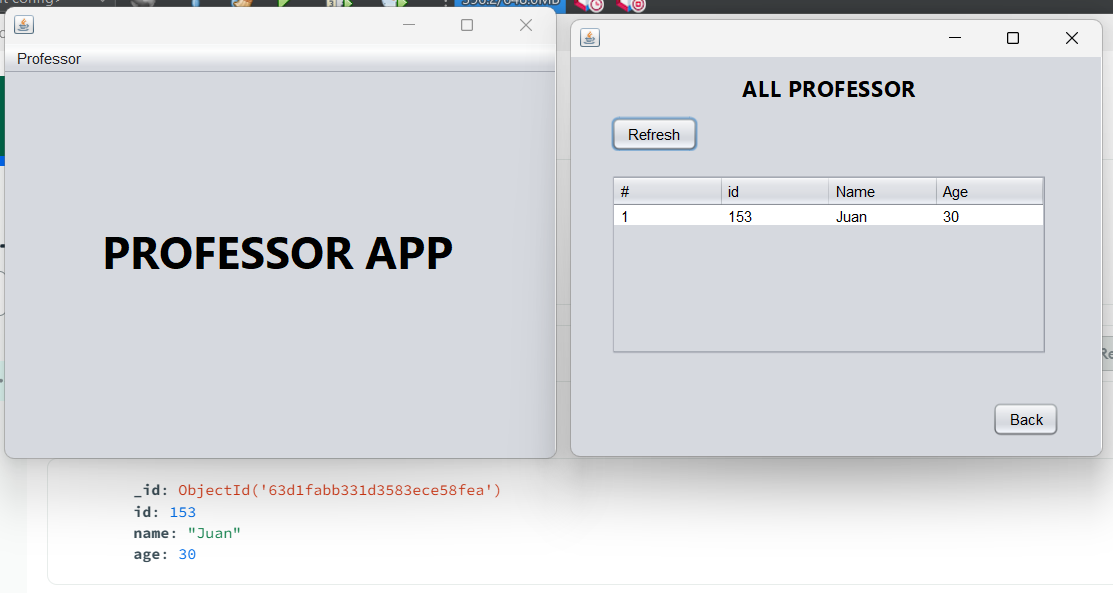 Professor
PROFESSOR APP
ALL PROFESSOR
Refresh
# id Name Age
1 153 Juan 30
Back
_id: ObjectId('63d1fabb331d3583ece58fea')
id: 153
name: "Juan"
age: 30